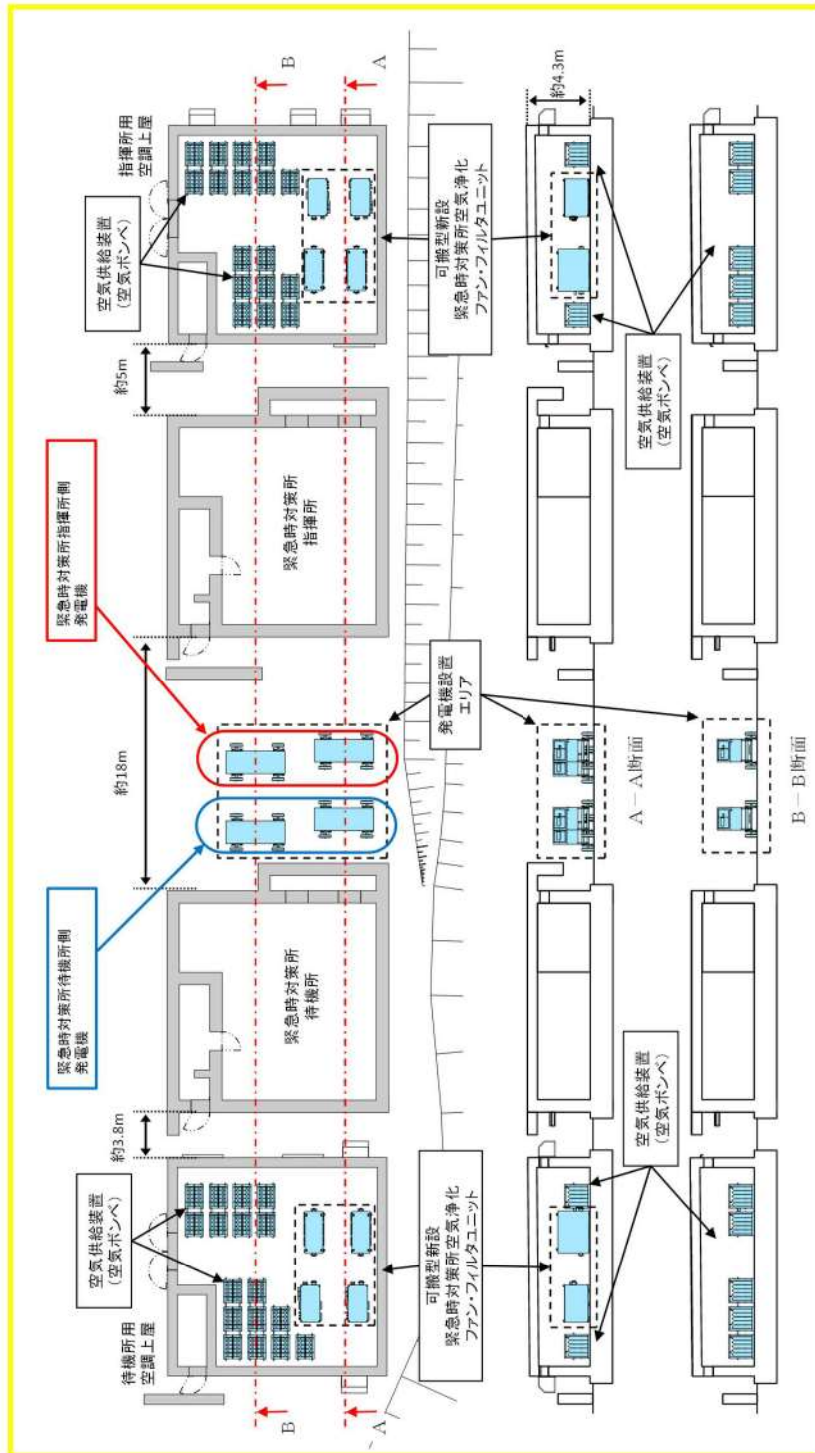 緊急時対策所待機所側
発電機
緊急時対策所指揮所側
発電機
空気供給装置
(空気ボンベ)
空気供給装置
(空気ボンベ)
待機所用
空調上屋
指揮所用
空調上屋
約3.8m
約18m
約5m
B
B
A
A
緊急時対策所
待機所
緊急時対策所
指揮所
可搬型新設
緊急時対策所空気浄化
ファン・フィルタユニット
発電機設置
エリア
可搬型新設
緊急時対策所空気浄化
ファン・フィルタユニット
約4.3m
A-A断面
空気供給装置
(空気ボンベ)
空気供給装置
(空気ボンベ)
B-B断面